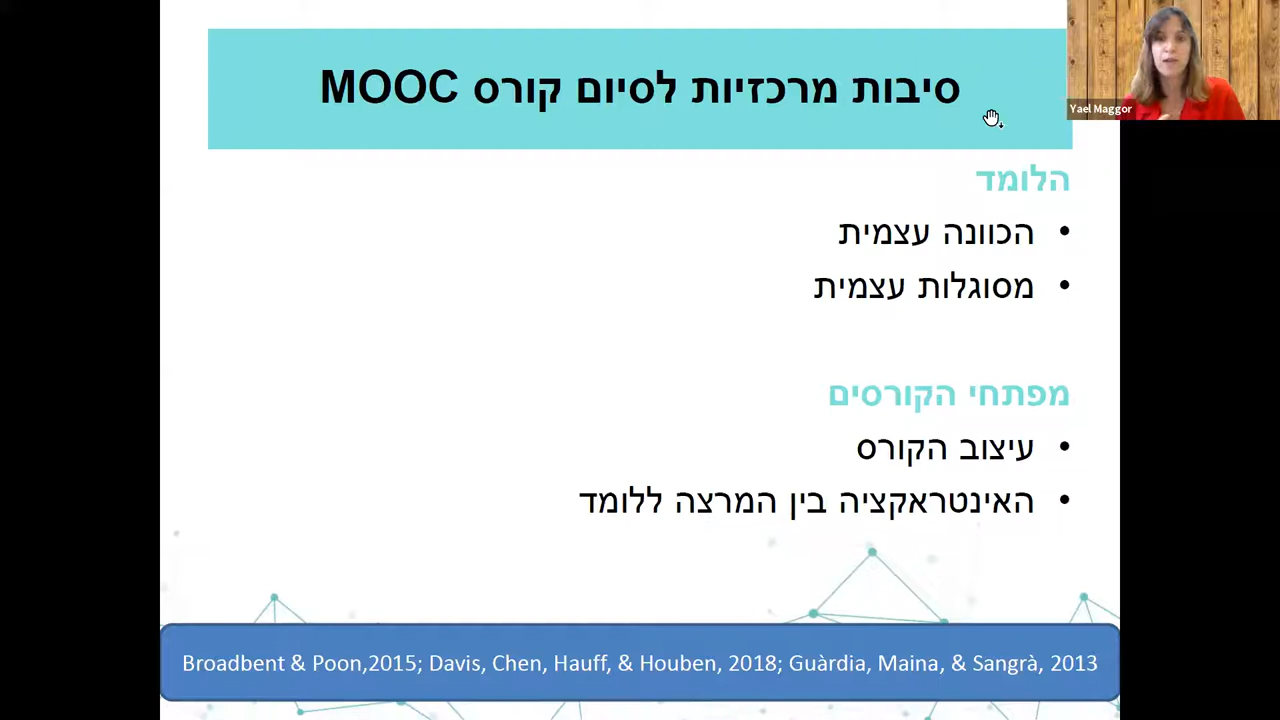 סיבות מרכזיות לסיום קורס MOOC
Yael Maggor
הלומד
• הכוונה עצמית
• מסוגלות עצמית
מפתחי הקורסים
• עיצוב הקורס
• האינטראקציה בין המרצה ללומד
Broadbent & Poon,2015; Davis, Chen, Hauff, & Houben, 2018; Guàrdia, Maina, & Sangrà, 2013